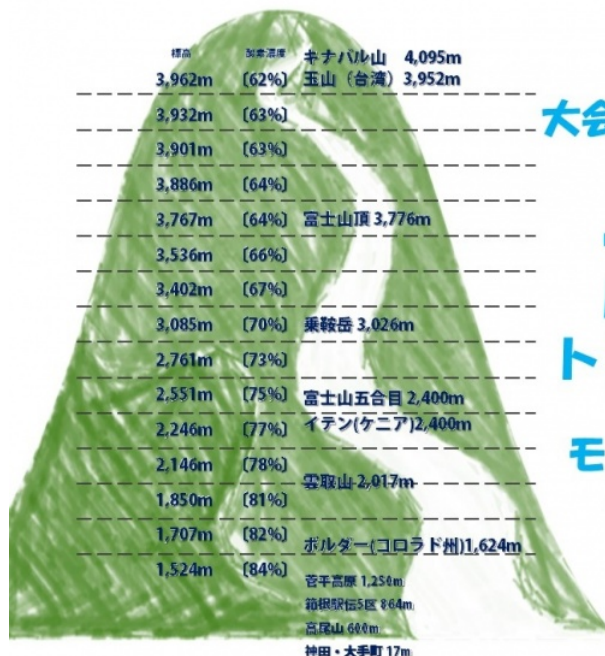 標高 酸素濃度 キナバル山 4,095m
3,962m 〔62%〕 玉山（台湾）3,952m
3,932m 〔63%〕
大会
3,901m 〔63%〕
3,886m 〔64%〕
3,767m 〔64%〕 富士山頂 3,776m
3,536m 〔66%〕
3,402m 〔67%〕
3,085m 〔70%〕 乗鞍岳 3,026m
2,761m 〔73%〕
ト
2,551m 〔75%〕 富士山五合目 2,400m
2,246m 〔77%〕 イテン(ケニア)2,400m
モ
2,146m 〔78%〕
雲取山 2,017m
1,850m 〔81%〕
1,707m 〔82%〕 ボルダー(コロラド州)1,624m
1,524m 〔84%〕 菅平高原 1,250m
箱根駅伝5区 864m
高尾山 600m
神田・大手町 17m